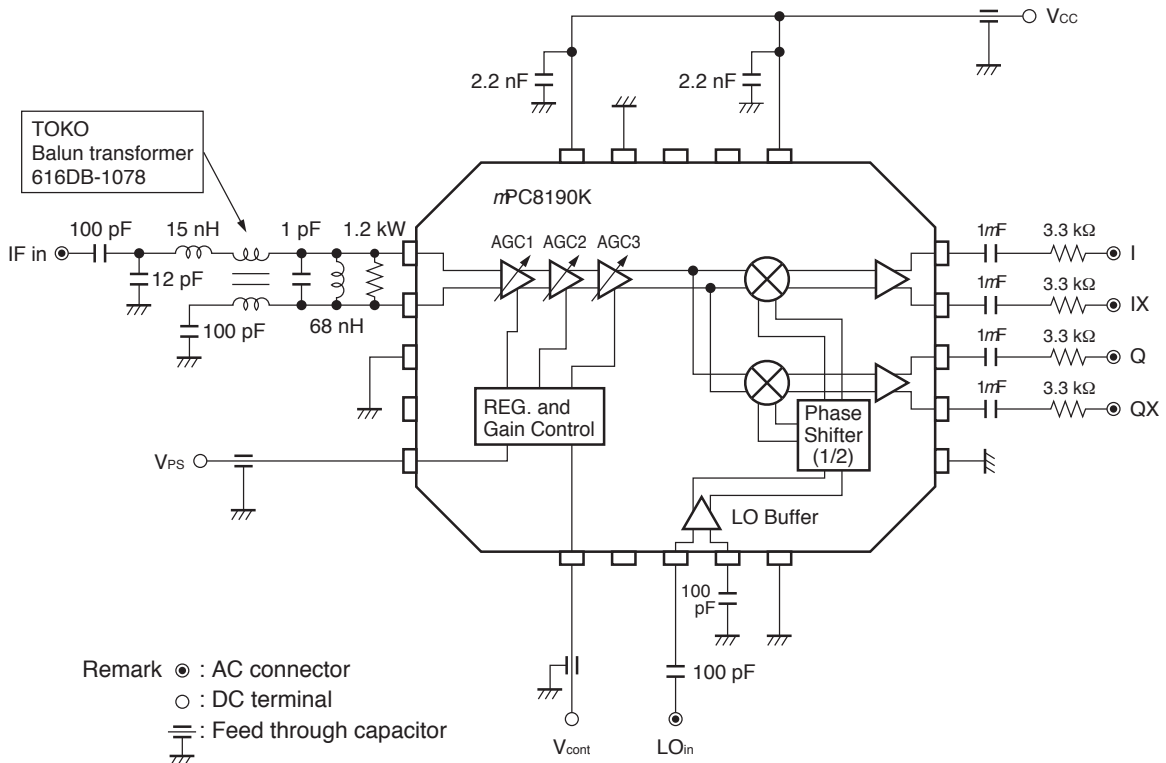 VCC
2.2 nF
2.2 nF
TOKO
Balun transformer
616DB-1078
mPC8190K
100 pF
15 nH
1 pF
1.2 kW
IF in
12 pF
100 pF
68 nH
AGC1
AGC2
AGC3
1mF
3.3 kΩ
I
1mF
3.3 kΩ
IX
1mF
3.3 kΩ
Q
1mF
3.3 kΩ
QX
REG. and
Gain Control
Phase
Shifter
(1/2)
VPS
LO Buffer
100
pF
100 pF
Vcont
LOin
Remark
: AC connector
: DC terminal
: Feed through capacitor